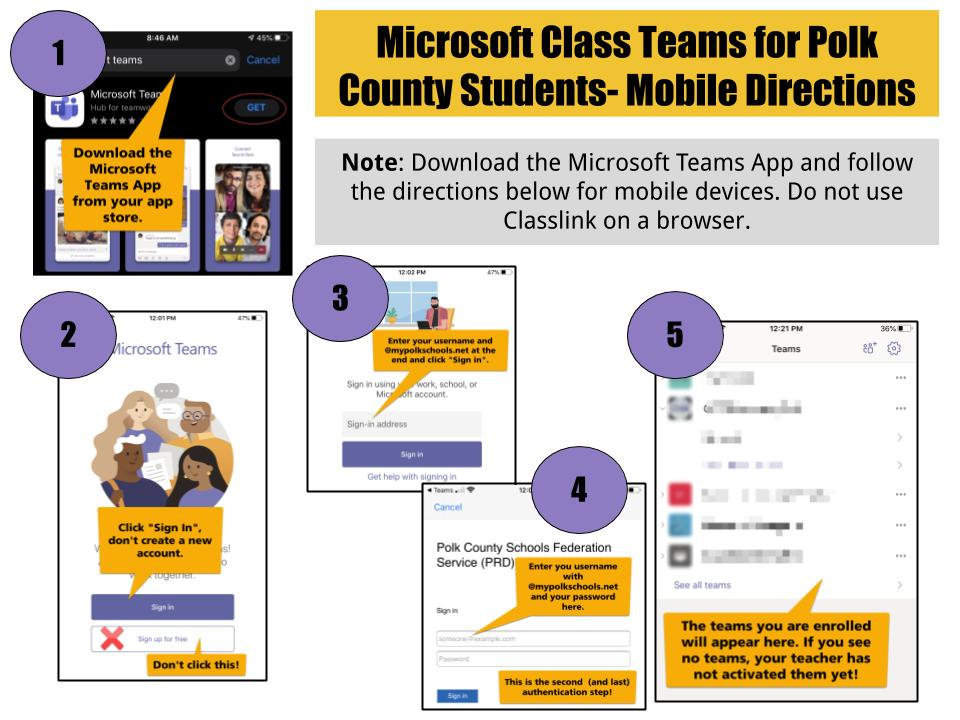 Microsoft Class Teams for Polk
County Students- Mobile Directions
Note: Download the Microsoft Teams App and follow
the directions below for mobile devices. Do not use
Classlink on a browser.
1
8:46 AM
45%
t teams
Cancel
Microsoft Team
Hub for teamwo
GET
Download the
Microsoft
Teams App
from your app
store.
2
12:01 PM
47%
Microsoft Teams
Click "Sign In",
don't create a new
account.
together.
Sign in
Sign up for free
Don't click this!
3
12:02 PM
47%
Enter your username and
@mypolkschools.net at the
end and click "Sign in".
Sign in using your work, school, or
Microsoft account.
Sign-in address
Sign in
Get help with signing in
4
Teams
Cancel
Polk County Schools Federation
Service (PRD)
Enter you username
with
@mypolkschools.net
and your password
here.
Sign in
someone@example.com
Password
This is the second (and last)
authentication step!
Sign in
5
12:21 PM
36%
Teams
See all teams
The teams you are enrolled
will appear here. If you see
no teams, your teacher has
not activated them yet!